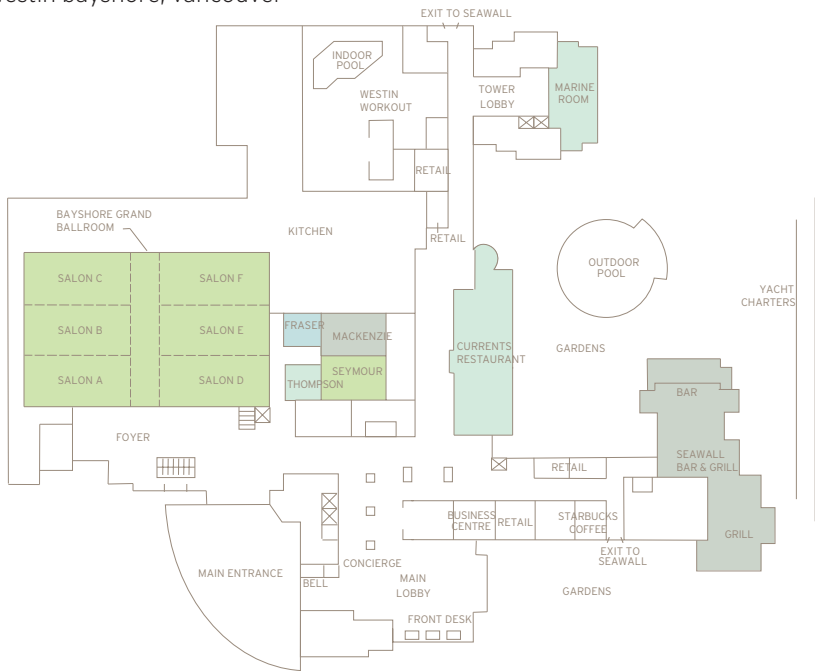 westin bayshore, vancouver
EXIT TO SEAWALL
INDOOR
POOL
WESTIN
WORKOUT
TOWER
LOBBY
MARINE
ROOM
RETAIL
BAYSHORE GRAND
BALLROOM
KITCHEN
RETAIL
SALON C
SALON F
OUTDOOR
POOL
YACHT
CHARTERS
SALON B
SALON E
FRASER
MACKENZIE
CURRENTS
RESTAURANT
GARDENS
SALON A
SALON D
THOMPSON
SEYMOUR
BAR
FOYER
SEAWALL
BAR & GRILL
RETAIL
BUSINESS
CENTRE
RETAIL
STARBUCKS
COFFEE
GRILL
EXIT TO
SEAWALL
MAIN ENTRANCE
BELL
CONCIERGE
MAIN
LOBBY
GARDENS
FRONT DESK